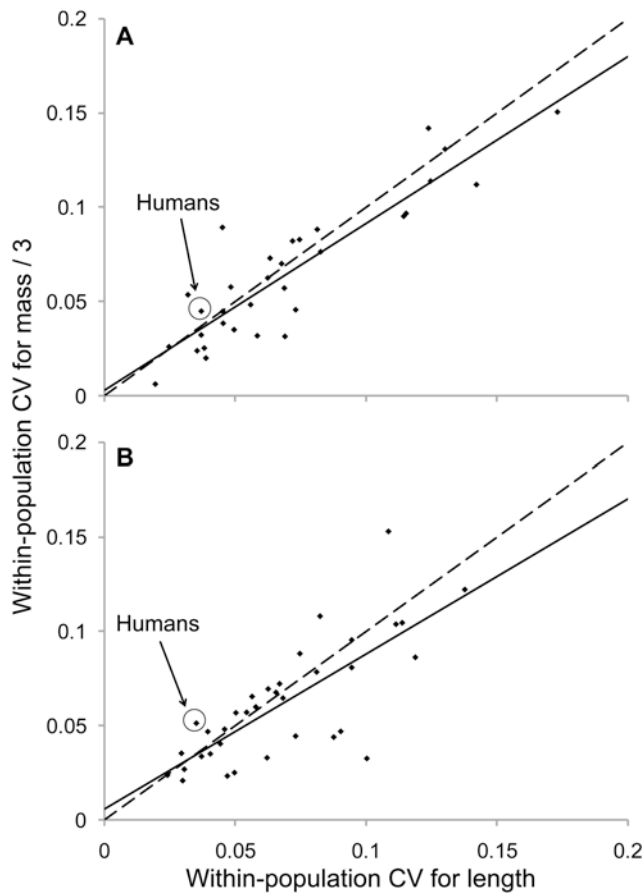 0.2
A
0.15
Humans
0.1
0.05
0
0.2
B
0.15
Humans
0.1
0.05
0
0 0.05 0.1 0.15 0.2
Within-population CV for length
Within-population CV for mass / 3